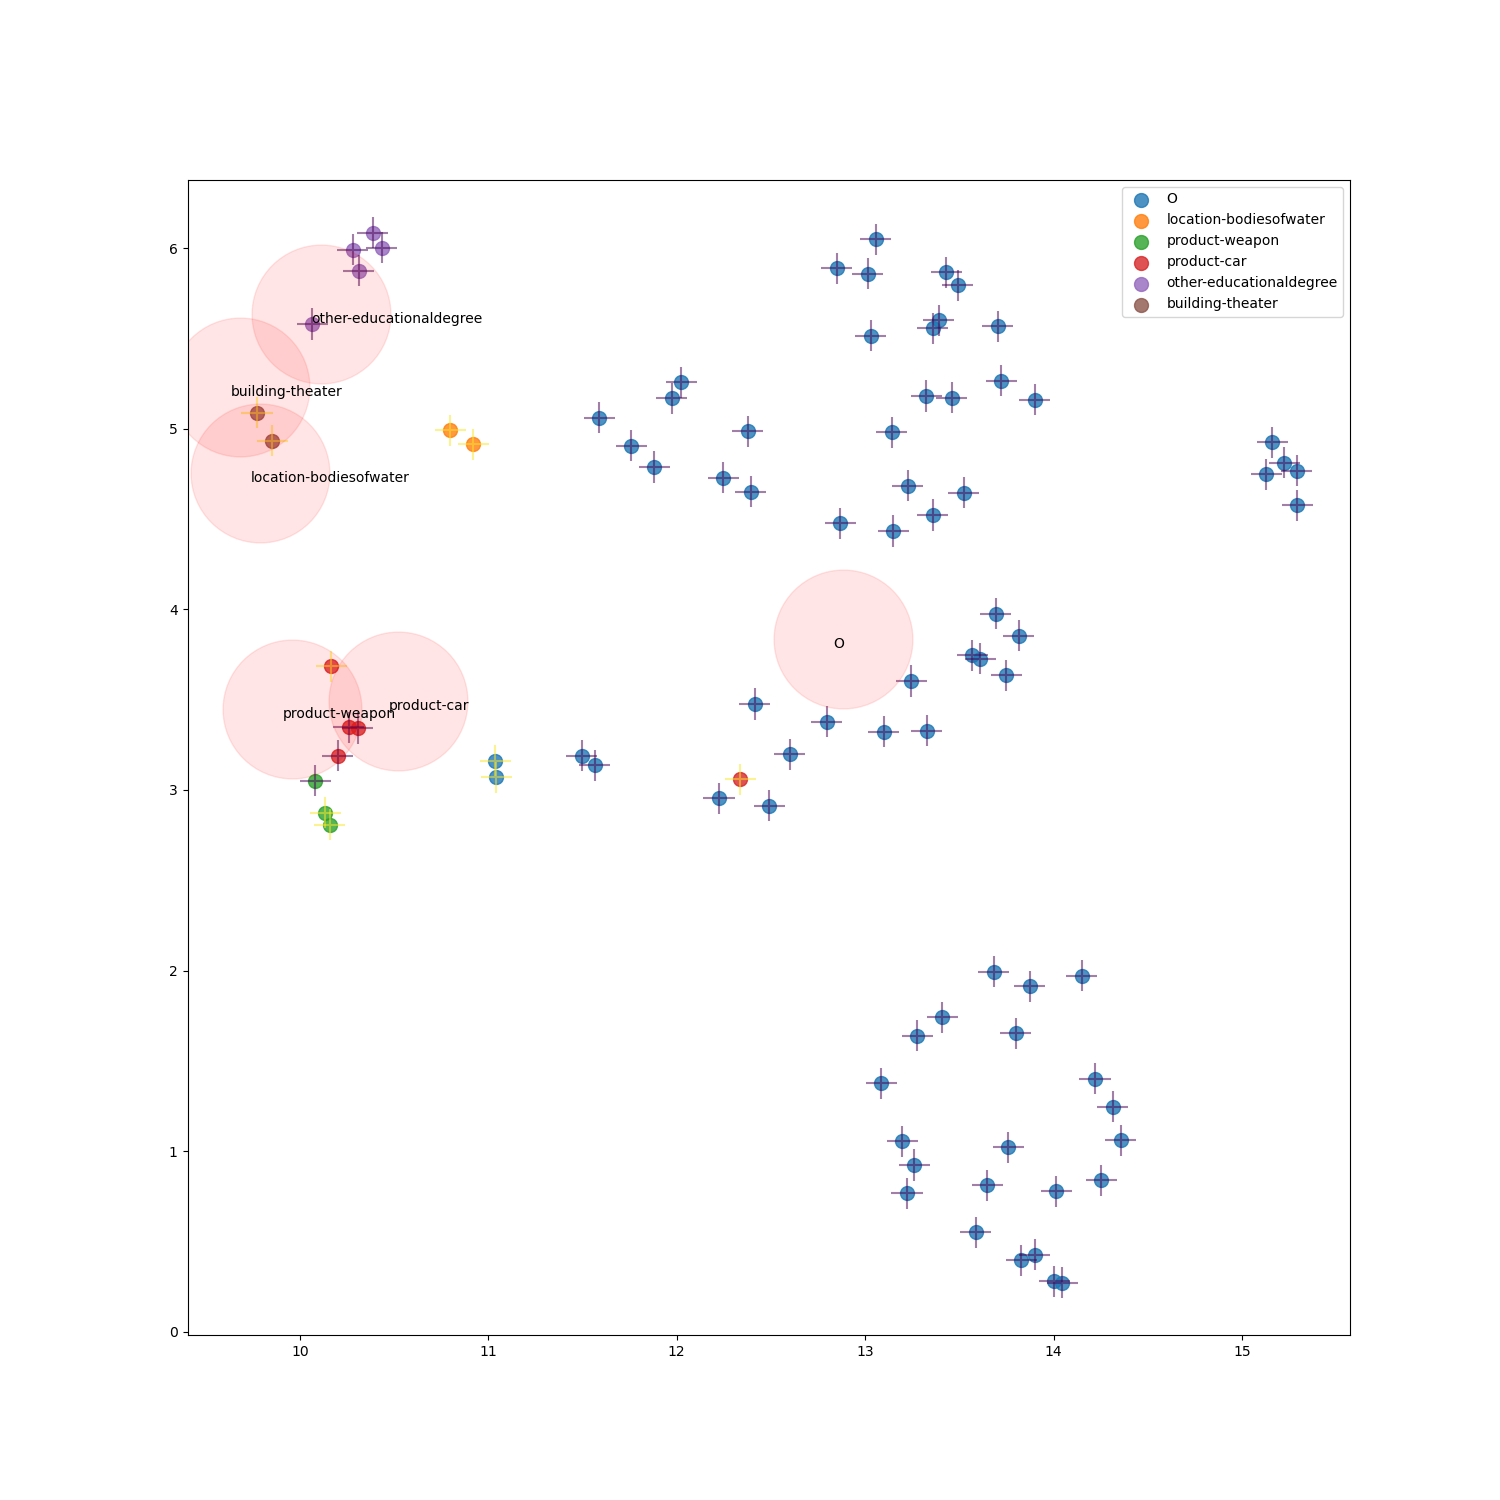 O
location-bodiesofwater
product-weapon
product-car
other-educationaldegree
building-theater
6
other-educationaldegree
building-theater
5
location-bodiesofwater
4
O
product-car
product-weapon
3
2
1
0
10 11 12 13 14 15